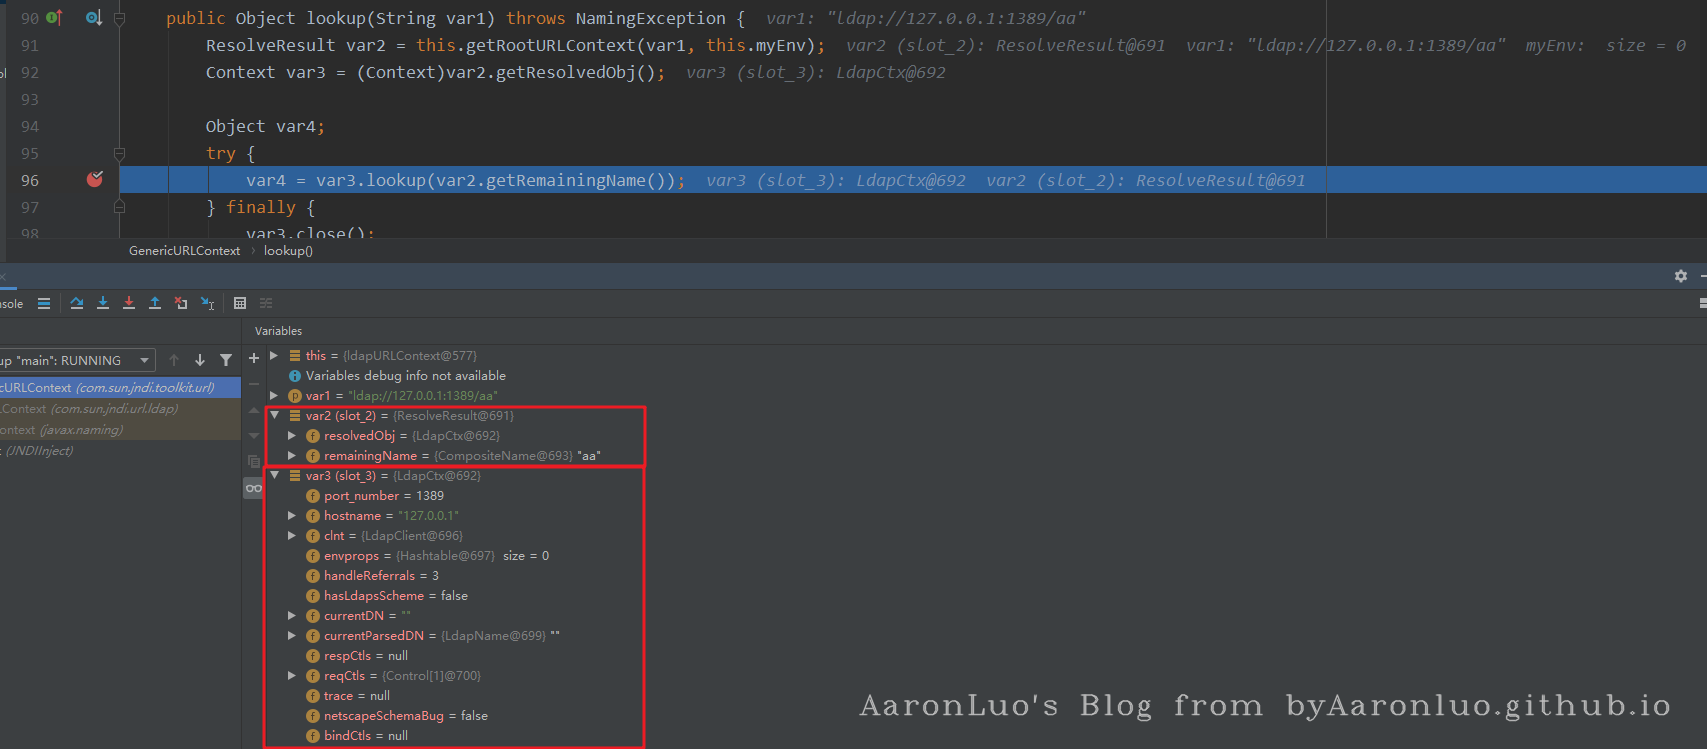 90 public Object lookup(String var1) throws NamingException { var1: "ldap://127.0.0.1:1389/aa"
91 ResolveResult var2 = this.getRootURLContext(var1, this.myEnv); var2 (slot_2): ResolveResult@691 var1: "ldap://127.0.0.1:1389/aa" myEnv: size = 0
92 Context var3 = (Context)var2.getResolvedObj(); var3 (slot_3): LdapCtx@692
93
94 Object var4;
95 try {
96 var4 = var3.lookup(var2.getRemainingName()); var3 (slot_3): LdapCtx@692 var2 (slot_2): ResolveResult@691
97 } finally {
98 var3.close();
GenericURLContext › lookup()
nsole
Variables
up "main": RUNNING
cURLContext (com.sun.jndi.toolkit.url)
LContext (com.sun.jndi.url.ldap)
ontext (javax.naming)
: (JNDIInject)
this = {ldapURLContext@577}
Variables debug info not available
var1 = "ldap://127.0.0.1:1389/aa"
var2 (slot_2) = {ResolveResult@691}
resolvedObj = {LdapCtx@692}
remainingName = {CompositeName@693} "aa"
var3 (slot_3) = {LdapCtx@692}
port_number = 1389
hostname = "127.0.0.1"
clnt = {LdapClient@696}
envprops = {Hashtable@697} size = 0
handleReferrals = 3
hasLdapsScheme = false
currentDN = ""
currentParsedDN = {LdapName@699} ""
respCtls = null
reqCtls = {Control[1]@700}
trace = null
netscapeSchemaBug = false
bindCtls = null
AaronLuo's Blog from byAaronluo.github.io